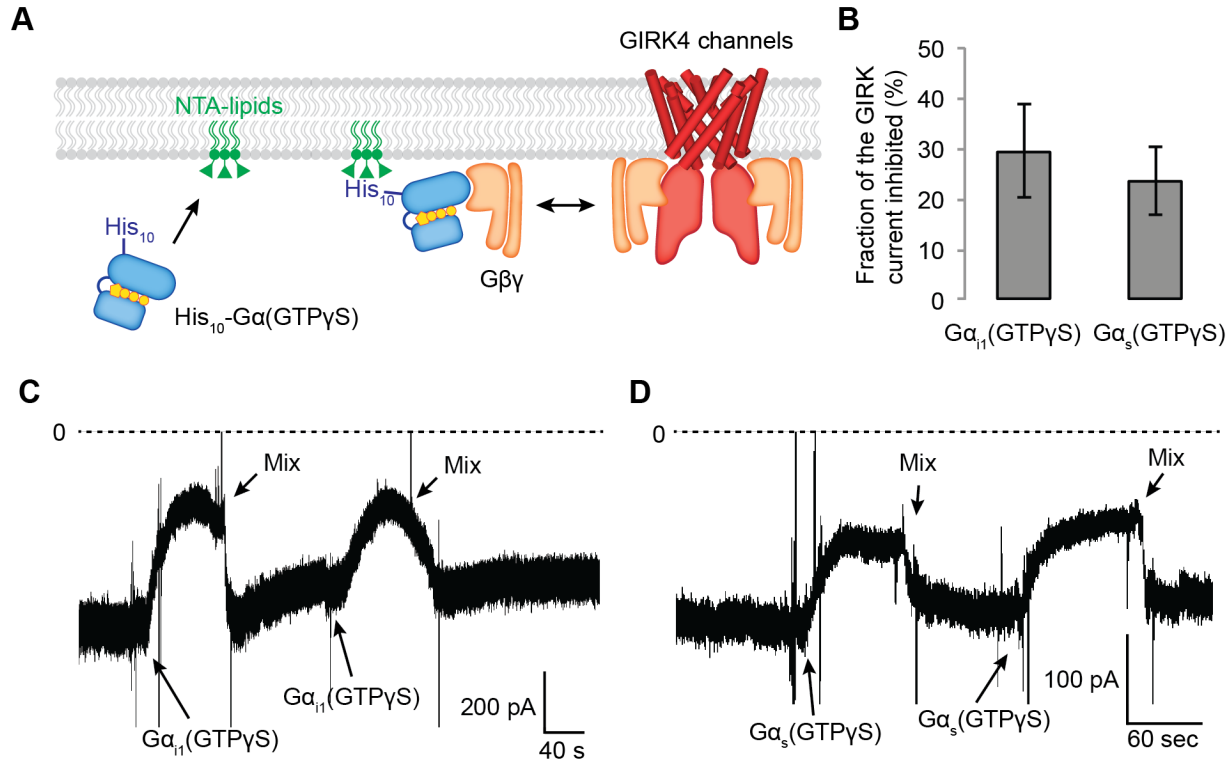 A
GIRK4 channels
NTA-lipids
His₁₀
His₁₀
Gβγ
His₁₀-Gα(GTPγS)
B
Fraction of the GIRK
current inhibited (%)
50
40
30
20
10
0
Gαᵢ₁(GTPγS)
Gαₛ(GTPγS)
C
0
Mix
Mix
Gαᵢ₁(GTPγS)
Gαᵢ₁(GTPγS)
200 pA
40 s
D
0
Mix
Mix
Gαₛ(GTPγS)
Gαₛ(GTPγS)
100 pA
60 sec